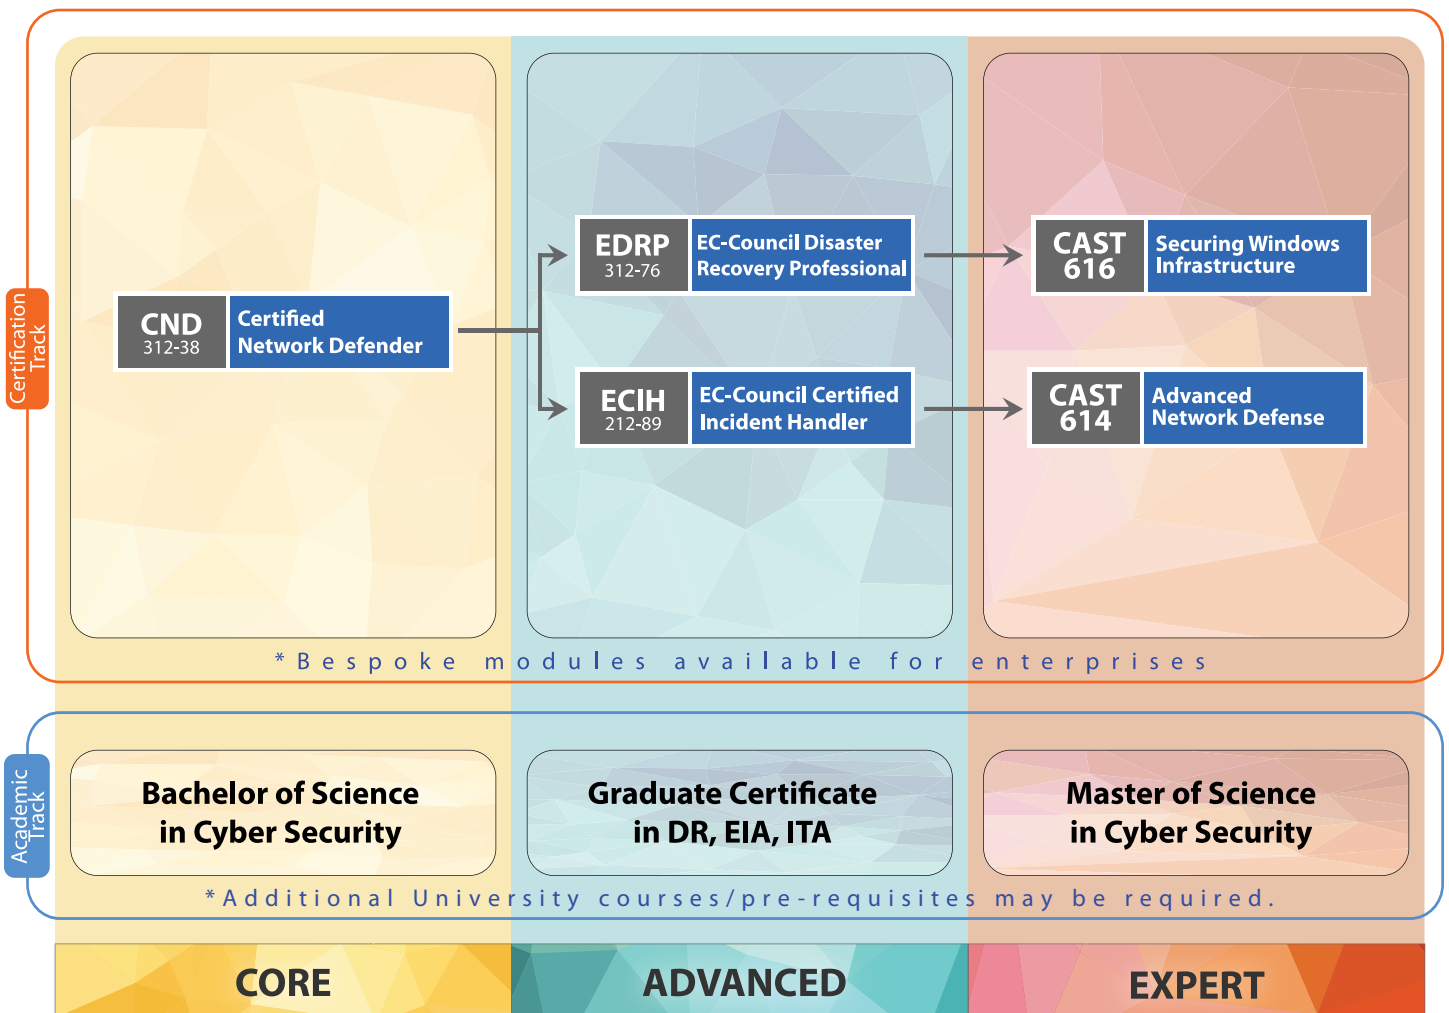 Certification
Track
CND
312-38
Certified
Network Defender
EDRP
312-76
EC-Council Disaster
Recovery Professional
ECIH
212-89
EC-Council Certified
Incident Handler
CAST
616
Securing Windows
Infrastructure
CAST
614
Advanced
Network Defense
*Bespoke modules available for enterprises
Academic
Track
Bachelor of Science
in Cyber Security
Graduate Certificate
in DR, EIA, ITA
Master of Science
in Cyber Security
*Additional University courses/pre-requisites may be required.
CORE
ADVANCED
EXPERT